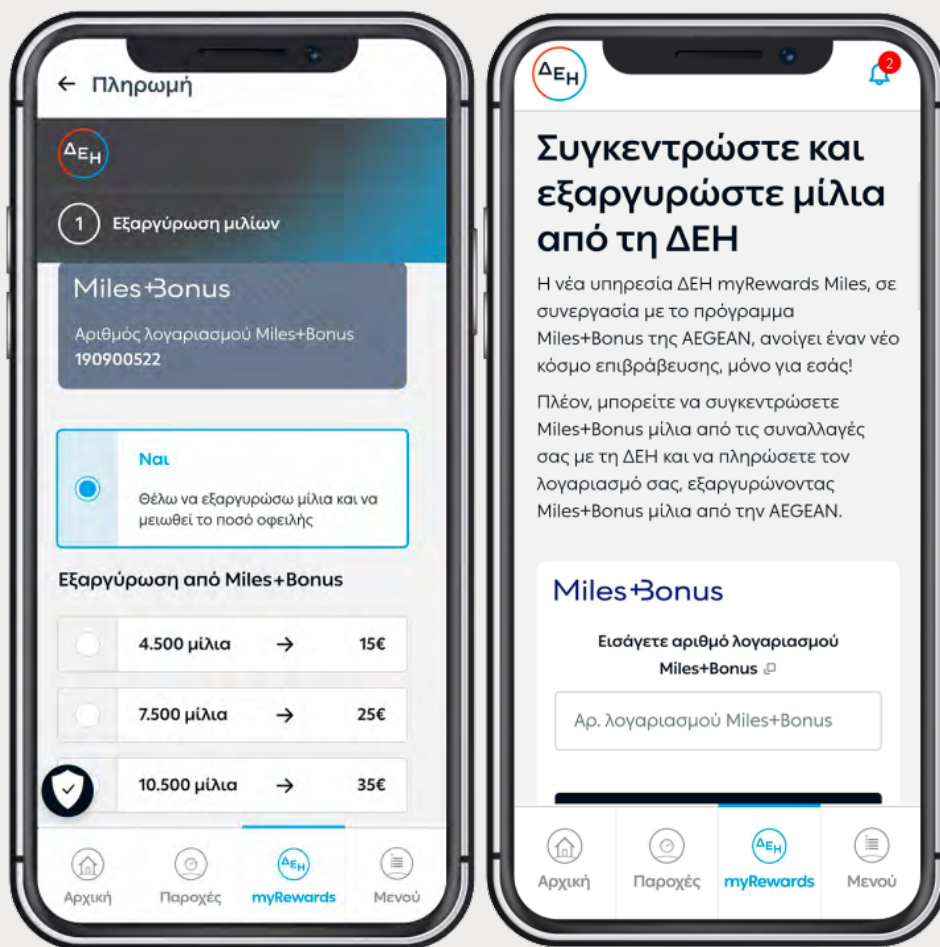 ← Πληρωμή
ΔΕΗ
1 Εξαργύρωση μιλίων
Miles+Bonus
Αριθμός λογαριασμού Miles+Bonus
190900522
Ναι
Θέλω να εξαργυρώσω μίλια και να
μειωθεί το ποσό οφειλής
Εξαργύρωση από Miles+Bonus
4.500 μίλια → 15€
7.500 μίλια → 25€
10.500 μίλια → 35€
Αρχική Παροχές myRewards Μενού
ΔΕΗ
2
Συγκεντρώστε και
εξαργυρώστε μίλια
από τη ΔΕΗ
Η νέα υπηρεσία ΔΕΗ myRewards Miles, σε
συνεργασία με το πρόγραμμα
Miles+Bonus της AEGEAN, ανοίγει έναν νέο
κόσμο επιβράβευσης, μόνο για εσάς!
Πλέον, μπορείτε να συγκεντρώσετε
Miles+Bonus μίλια από τις συναλλαγές
σας με τη ΔΕΗ και να πληρώσετε τον
λογαριασμό σας, εξαργυρώνοντας
Miles+Bonus μίλια από την AEGEAN.
Miles+Bonus
Εισάγετε αριθμό λογαριασμού
Miles+Bonus
Αρ. λογαριασμού Miles+Bonus
ΔΕΗ
Αρχική Παροχές myRewards Μενού